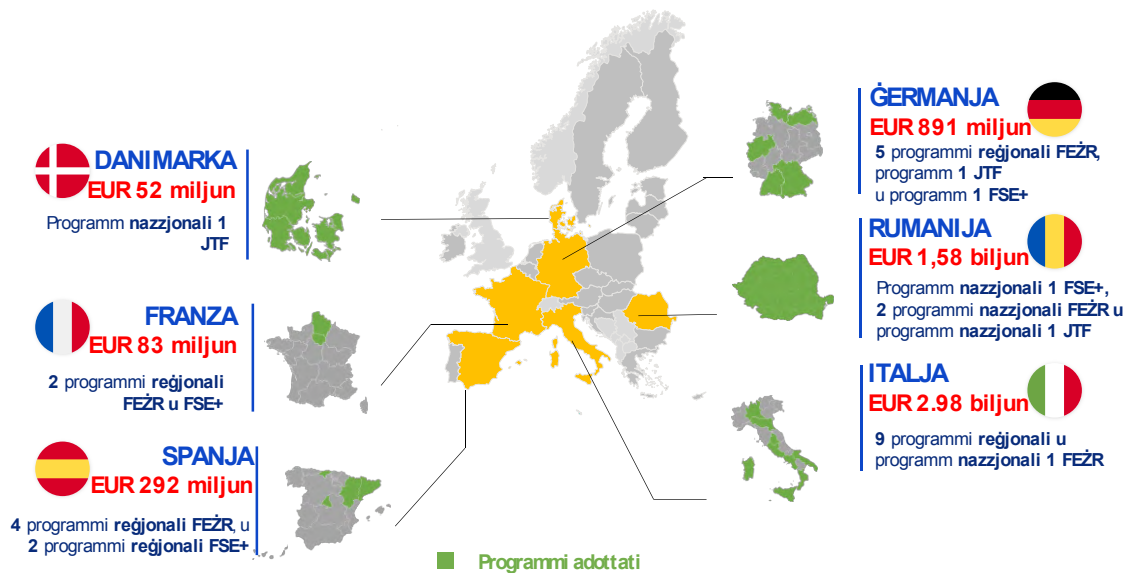 DANIMARKA
EUR 52 miljun
Programm nazzjonali 1
JTF
FRANZA
EUR 83 miljun
2 programmi reġjonali
FEŻR u FSE+
SPANJA
EUR 292 miljun
4 programmi reġjonali FEŻR, u
2 programmi reġjonali FSE+
ĠERMANJA
EUR 891 miljun
5 programmi reġjonali FEŻR,
programm 1 JTF
u programm 1 FSE+
RUMANIJA
EUR 1,58 biljun
Programm nazzjonali 1 FSE+,
2 programmi nazzjonali FEŻR u
programm nazzjonali 1 JTF
ITALJA
EUR 2.98 biljun
9 programmi reġjonali u
programm nazzjonali 1 FEŻR
Programmi adottati